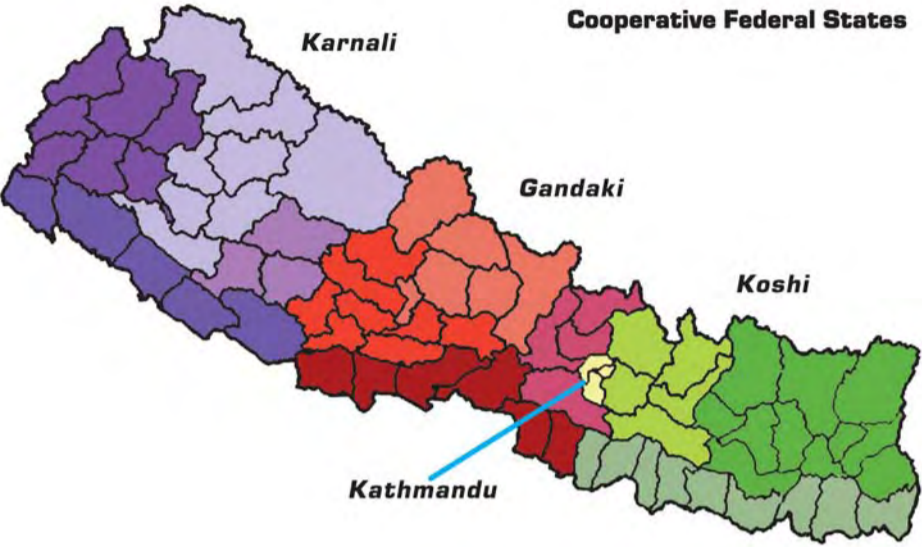 Cooperative Federal States
Karnali
Gandaki
Koshi
Kathmandu